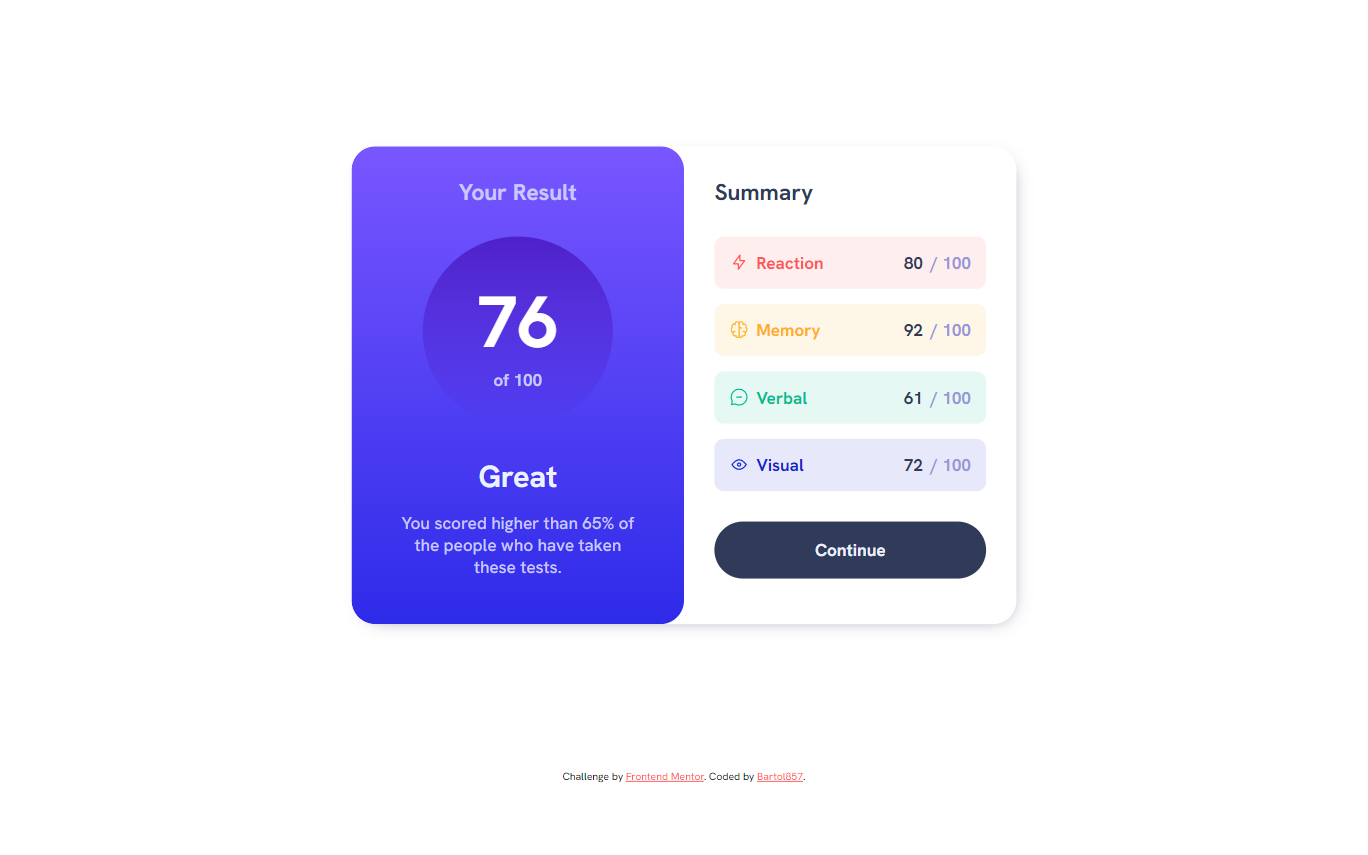 Your Result
76
of 100
Great
You scored higher than 65% of
the people who have taken
these tests.
Summary
Reaction 80 / 100
Memory 92 / 100
Verbal 61 / 100
Visual 72 / 100
Continue
Challenge by Frontend Mentor. Coded by Bartol857.